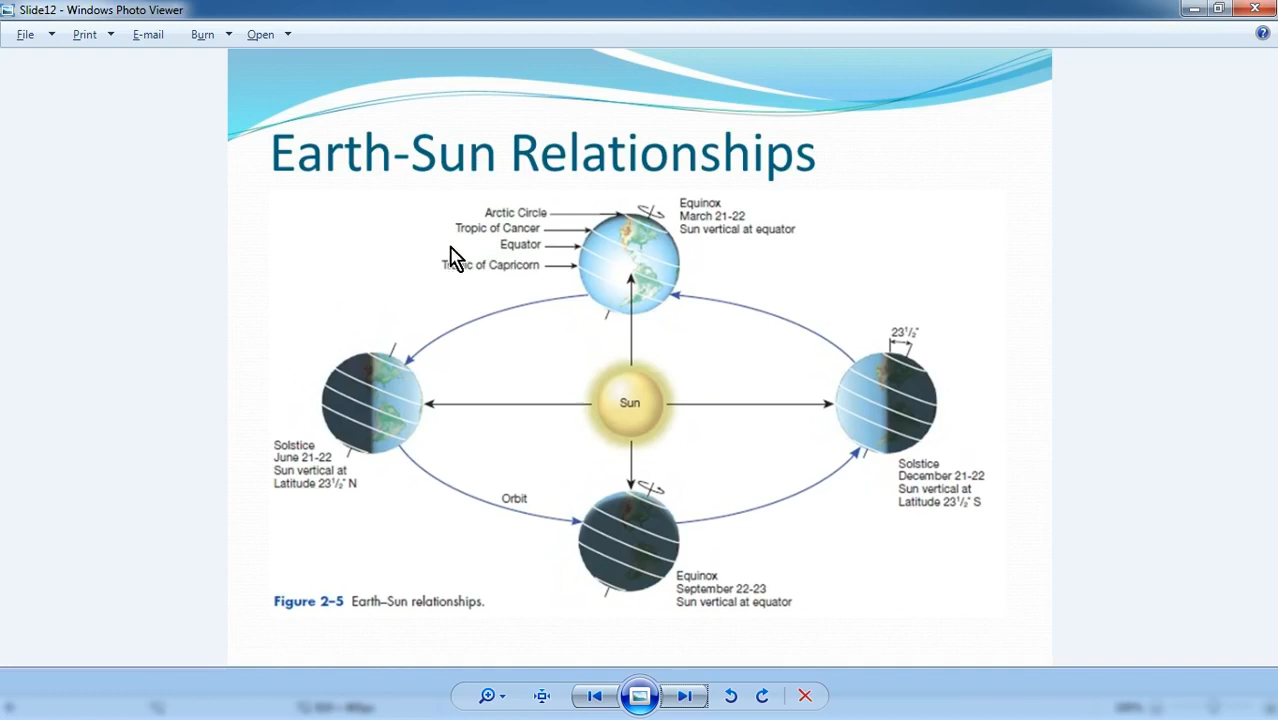 Slide12 - Windows Photo Viewer
File Print E-mail Burn Open
Earth-Sun Relationships
Arctic Circle
Tropic of Cancer
Equator
Tropic of Capricorn
Equinox
March 21-22
Sun vertical at equator
23½°
Sun
Solstice
June 21-22
Sun vertical at
Latitude 23½° N
Solstice
December 21-22
Sun vertical at
Latitude 23½° S
Orbit
Equinox
September 22-23
Sun vertical at equator
Figure 2–5 Earth–Sun relationships.